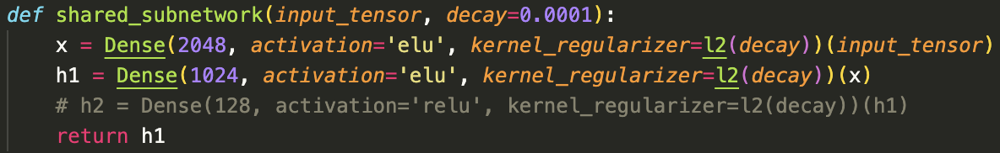 def shared_subnetwork(input_tensor, decay=0.0001):
    x = Dense(2048, activation='elu', kernel_regularizer=l2(decay))(input_tensor)
    h1 = Dense(1024, activation='elu', kernel_regularizer=l2(decay))(x)
    # h2 = Dense(128, activation='relu', kernel_regularizer=l2(decay))(h1)
    return h1